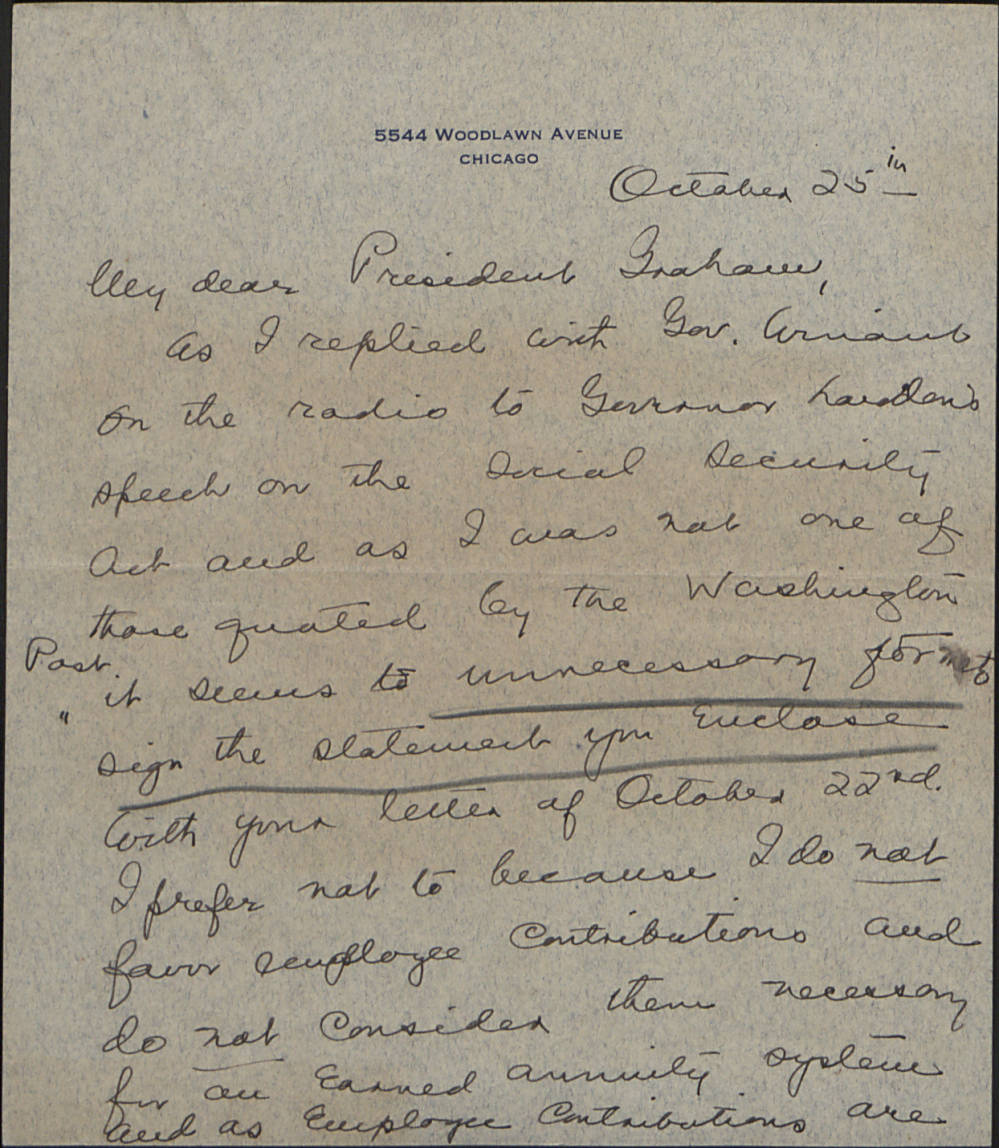 5544 WOODLAWN AVENUE
CHICAGO
October 25th
My dear President Graham,
As I replied with Gov. Winant
on the radio to Governor Landon's
speech on the Social Security
Act and as I was not one of
those quoted by the Washington
Post
it seems to unnecessary for me to
sign the statement you enclose
with your letter of October 22nd.
I prefer not to because I do not
favor employee contributions and
do not consider them necessary
for an earned annuity system
and as Employee Contributions are